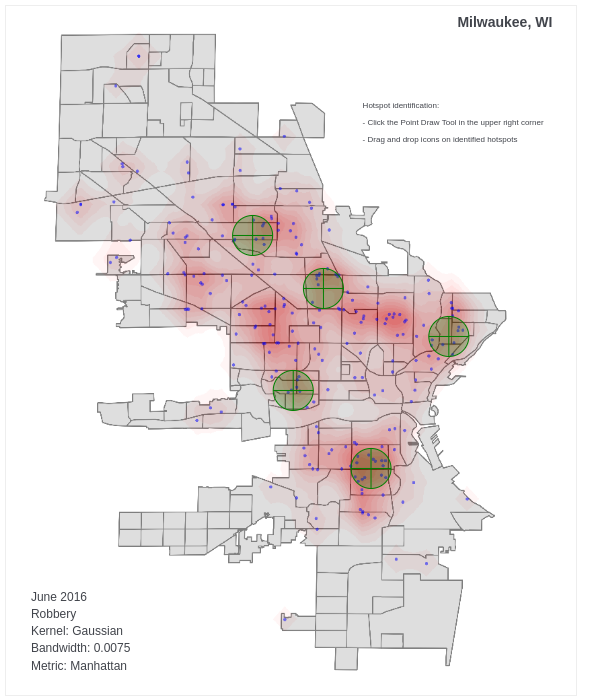 Milwaukee, WI
Hotspot identification:
- Click the Point Draw Tool in the upper right corner
- Drag and drop icons on identified hotspots
June 2016
Robbery
Kernel: Gaussian
Bandwidth: 0.0075
Metric: Manhattan